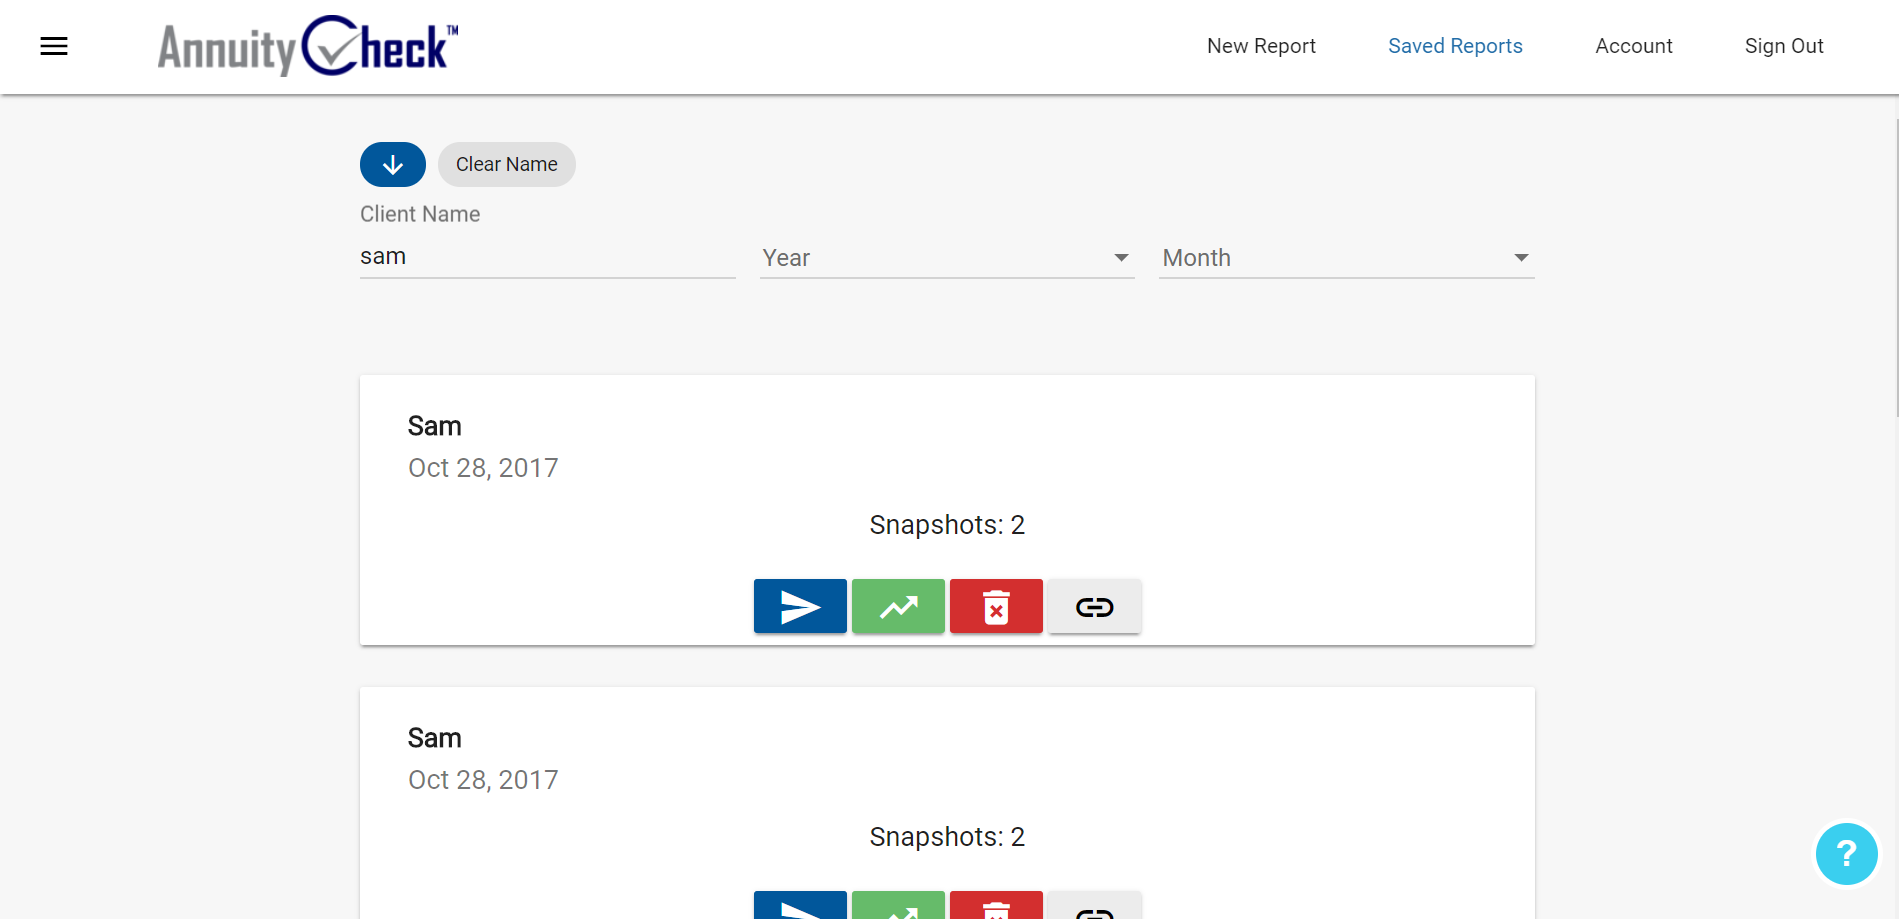 AnnuityCheck™
New Report
Saved Reports
Account
Sign Out
Clear Name
Client Name
sam
Year
Month
Sam
Oct 28, 2017
Snapshots: 2
Sam
Oct 28, 2017
Snapshots: 2
?